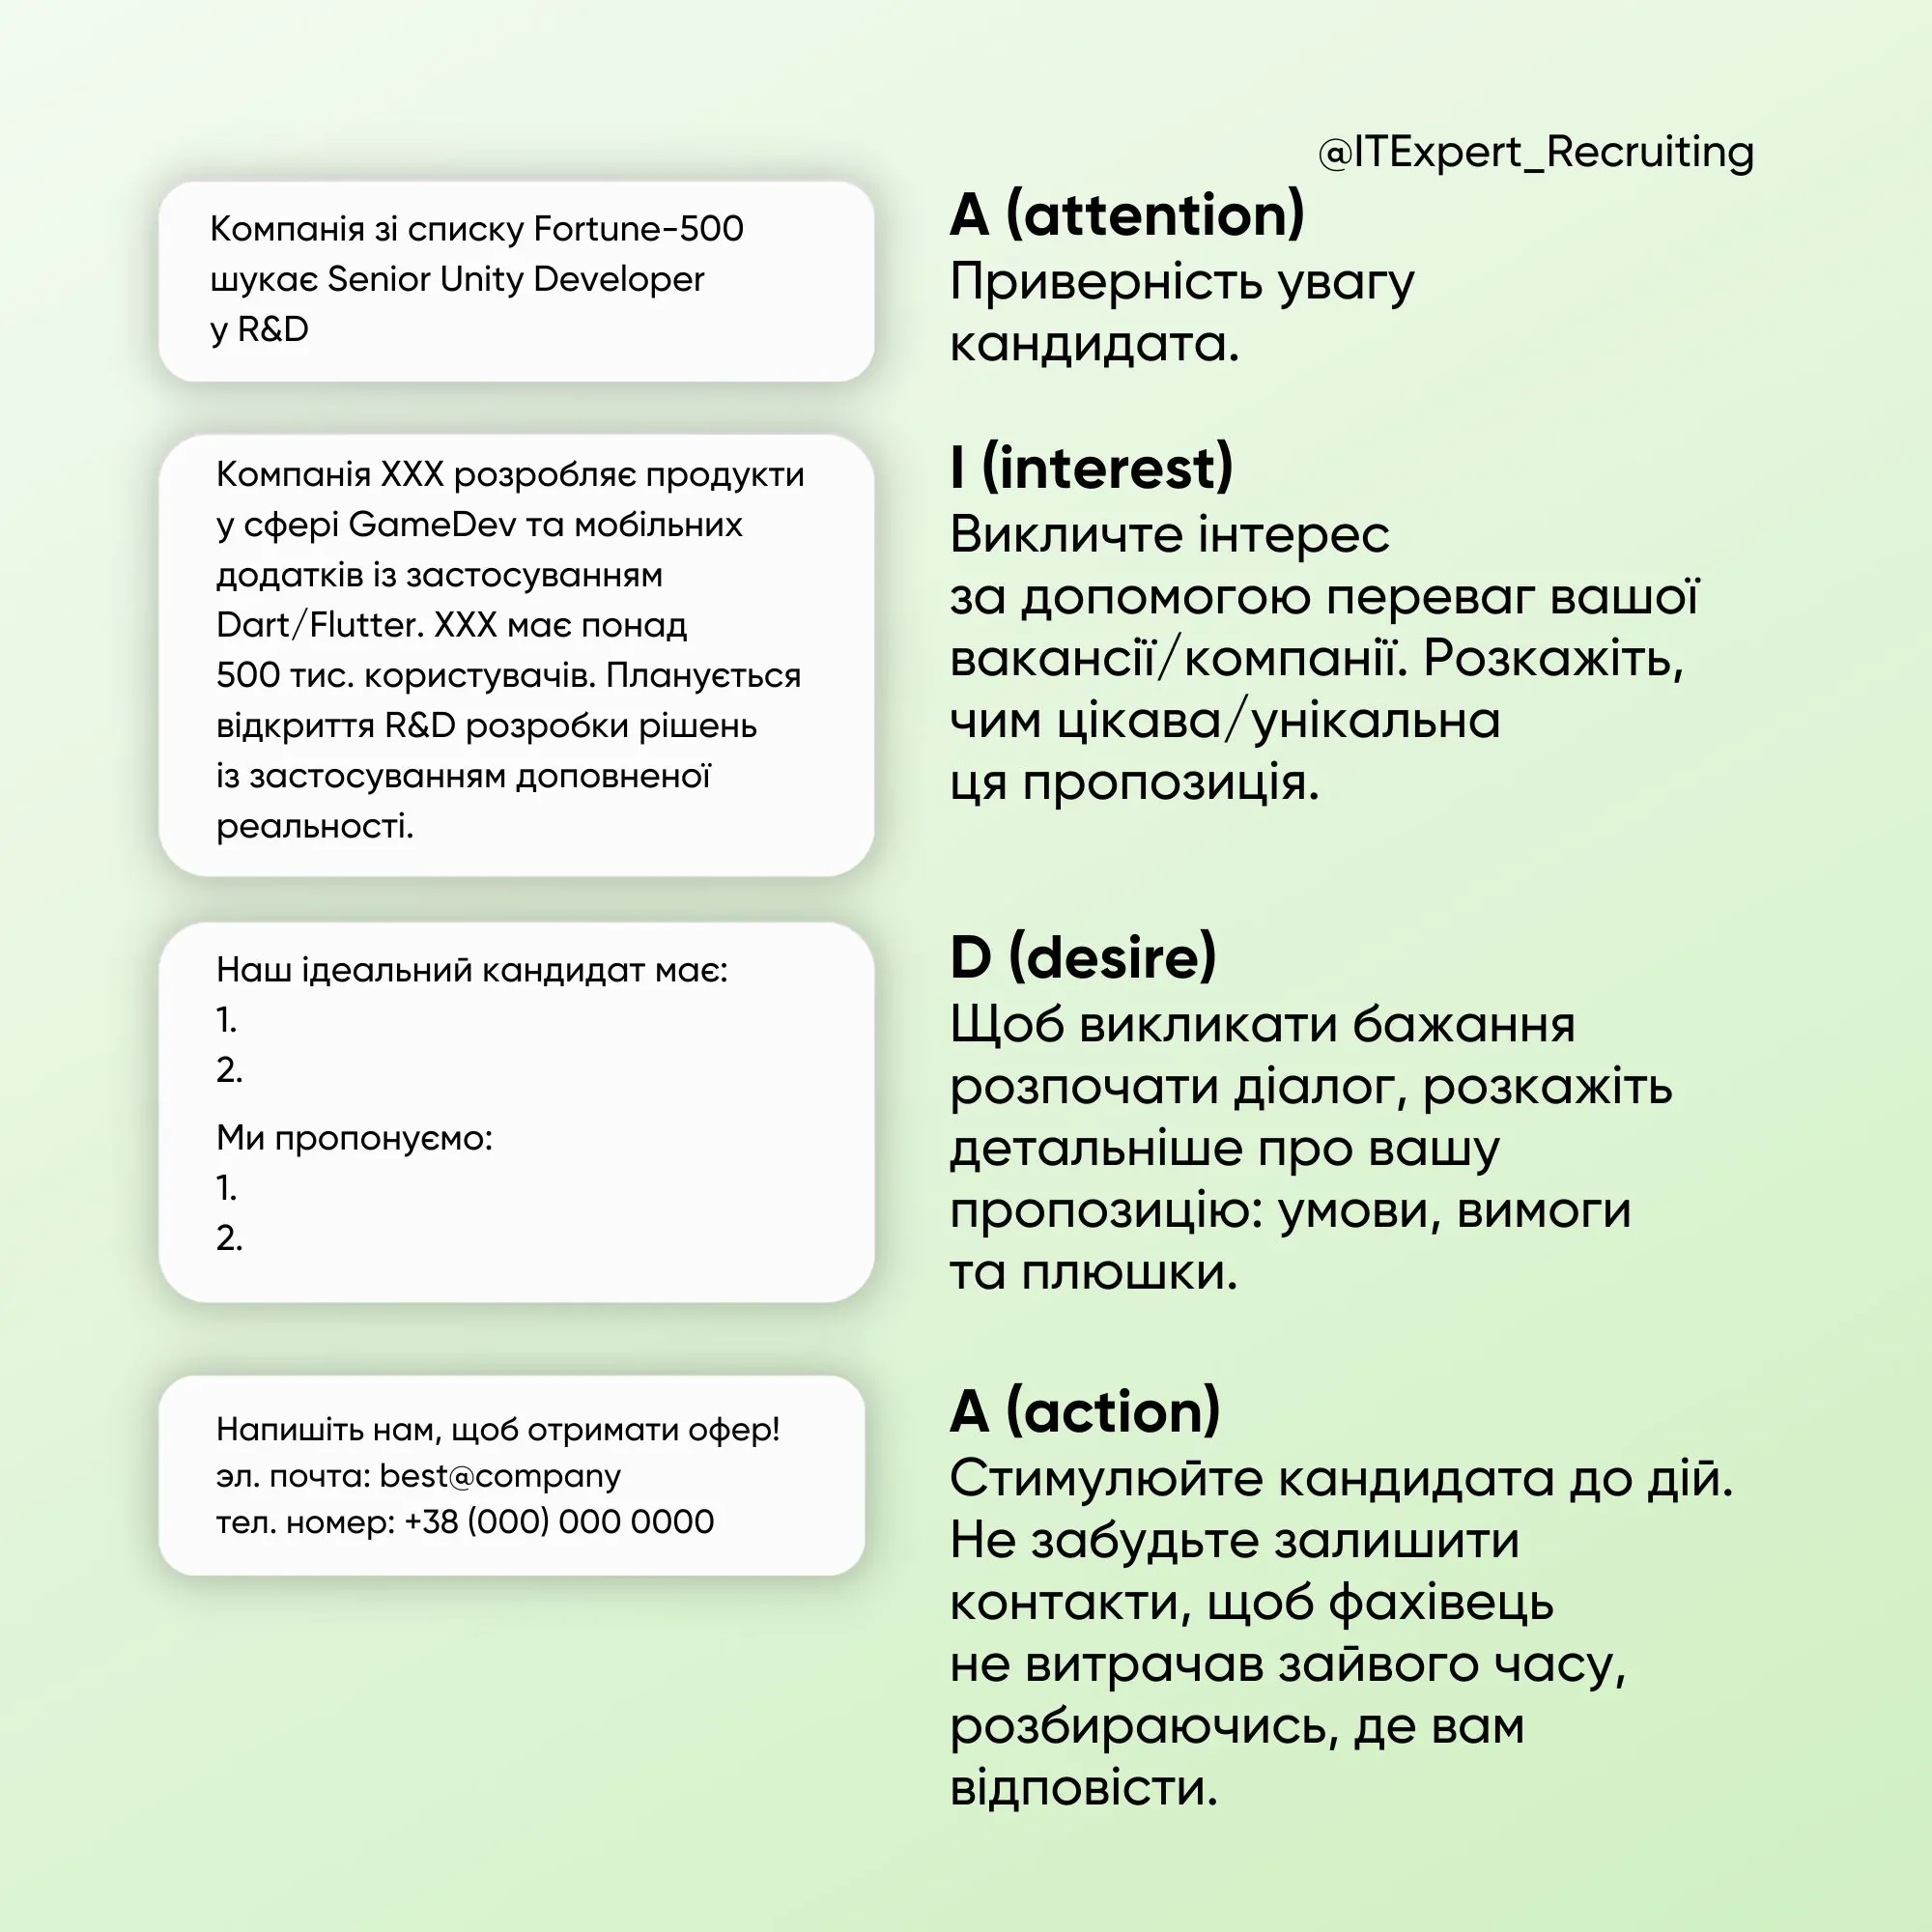 @ITExpert_Recruiting
Компанія зі списку Fortune-500
шукає Senior Unity Developer
у R&D
A (attention)
Приверність увагу
кандидата.
Компанія XXX розробляє продукти
у сфері GameDev та мобільних
додатків із застосуванням
Dart/Flutter. XXX має понад
500 тис. користувачів. Планується
відкриття R&D розробки рішень
із застосуванням доповненої
реальності.
I (interest)
Викличте інтерес
за допомогою переваг вашої
вакансії/компанії. Розкажіть,
чим цікава/унікальна
ця пропозиція.
Наш ідеальний кандидат має:
1.
2.
Ми пропонуємо:
1.
2.
D (desire)
Щоб викликати бажання
розпочати діалог, розкажіть
детальніше про вашу
пропозицію: умови, вимоги
та плюшки.
Напишіть нам, щоб отримати офер!
эл. почта: best@company
тел. номер: +38 (000) 000 0000
A (action)
Стимулюйте кандидата до дій.
Не забудьте залишити
контакти, щоб фахівець
не витрачав зайвого часу,
розбираючись, де вам
відповісти.